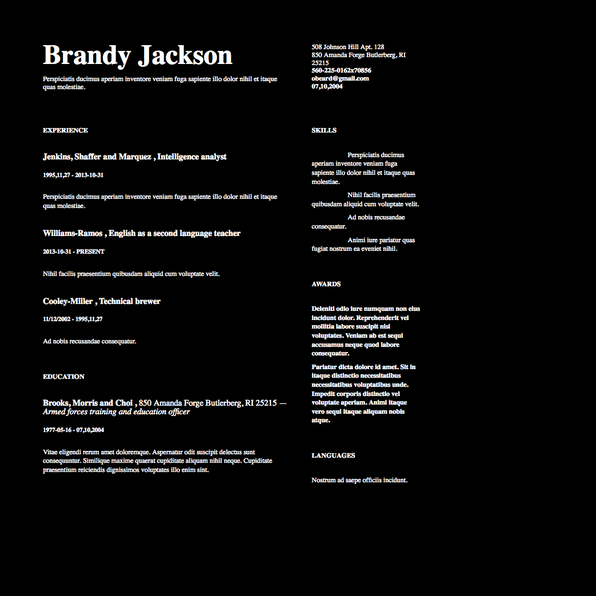 Brandy Jackson
Perspiciatis ducimus aperiam inventore veniam fuga sapiente illo dolor nihil et itaque
quas molestiae.
508 Johnson Hill Apt. 128
850 Amanda Forge Butlerberg, RI
25215
560-225-0162x70856
obeard@gmail.com
07,10,2004
EXPERIENCE
Jenkins, Shaffer and Marquez , Intelligence analyst
1995,11,27 - 2013-10-31
Perspiciatis ducimus aperiam inventore veniam fuga sapiente illo dolor nihil et itaque
quas molestiae.
Williams-Ramos , English as a second language teacher
2013-10-31 - PRESENT
Nihil facilis praesentium quibusdam aliquid cum voluptate velit.
Cooley-Miller , Technical brewer
11/12/2002 - 1995,11,27
Ad nobis recusandae consequatur.
EDUCATION
Brooks, Morris and Choi , 850 Amanda Forge Butlerberg, RI 25215 —
Armed forces training and education officer
1977-05-16 - 07,10,2004
Vitae eligendi rerum amet doloremque. Aspernatur odit suscipit delectus sunt
consequuntur. Similique maxime quaerat cupiditate aliquam nihil neque. Cupiditate
praesentium reiciendis dignissimos voluptates illo enim sint.
SKILLS
Perspiciatis ducimus
aperiam inventore veniam fuga
sapiente illo dolor nihil et itaque quas
molestiae.
Nihil facilis praesentium
quibusdam aliquid cum voluptate velit.
Ad nobis recusandae
consequatur.
Animi iure pariatur quas
fugiat nostrum ea eveniet nihil.
AWARDS
Deleniti odio iure numquam non eius
incidunt dolor. Reprehenderit vel
mollitia labore suscipit nisi
voluptates. Veniam ab est sequi
accusamus neque quod labore
consequatur.
Pariatur dicta dolore id amet. Sit in
itaque distinctio necessitatibus
necessitatibus voluptatibus unde.
Impedit corporis distinctio vel
voluptate aperiam. Animi itaque
vero sequi itaque aliquam nobis
atque.
LANGUAGES
Nostrum ad saepe officiis incidunt.